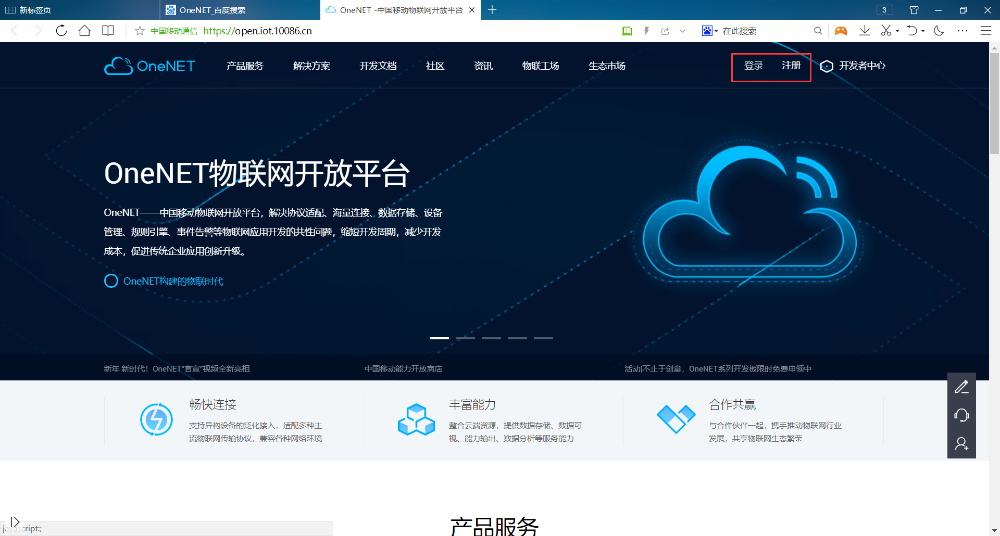 新标签页
OneNET_百度搜索
OneNET -中国移动物联网开放平台
3
中国移动通信 https://open.iot.10086.cn
在此搜索
OneNET
产品服务
解决方案
开发文档
社区
资讯
物联工场
生态市场
登录
注册
开发者中心
OneNET物联网开放平台
OneNET——中国移动物联网开放平台，解决协议适配、海量连接、数据存储、设备
管理、规则引擎、事件告警等物联网应用开发的共性问题，缩短开发周期，减少开发
成本，促进传统企业应用创新升级。
OneNET构建的物联时代
新年 新时代！OneNET“官宣”视频全新亮相
中国移动能力开放商店
活动|不止于创意，OneNET系列开发板限时免费申领中
畅快连接
支持异构设备的泛化接入，适配多种主
流物联网传输协议，兼容各种网络环境
丰富能力
整合云端资源，提供数据存储、数据可
视、能力输出、数据分析等服务能力
合作共赢
与合作伙伴一起，携手推动物联网行业
发展，共享物联网生态繁荣
产品服务
javascript:;